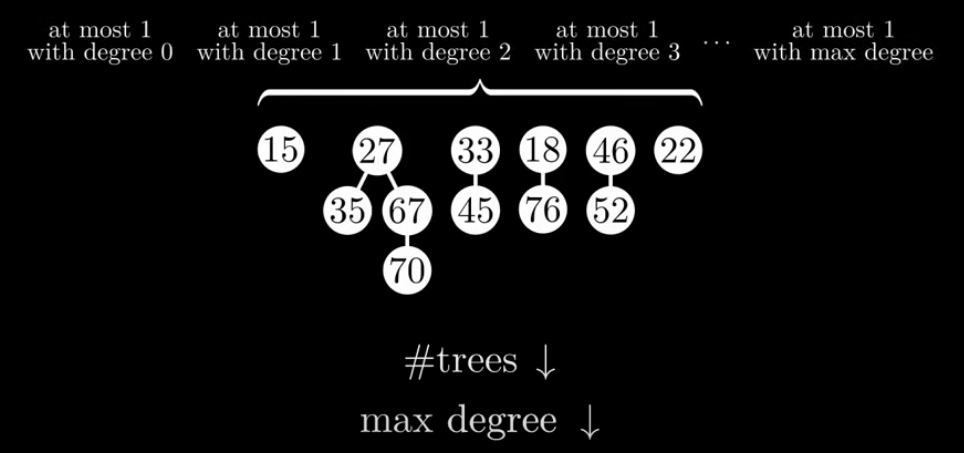 at most 1 at most 1 at most 1 at most 1 ... at most 1
with degree 0 with degree 1 with degree 2 with degree 3 with max degree
15 27 33 18 46 22
35 67 45 76 52
70
#trees ↓
max degree ↓